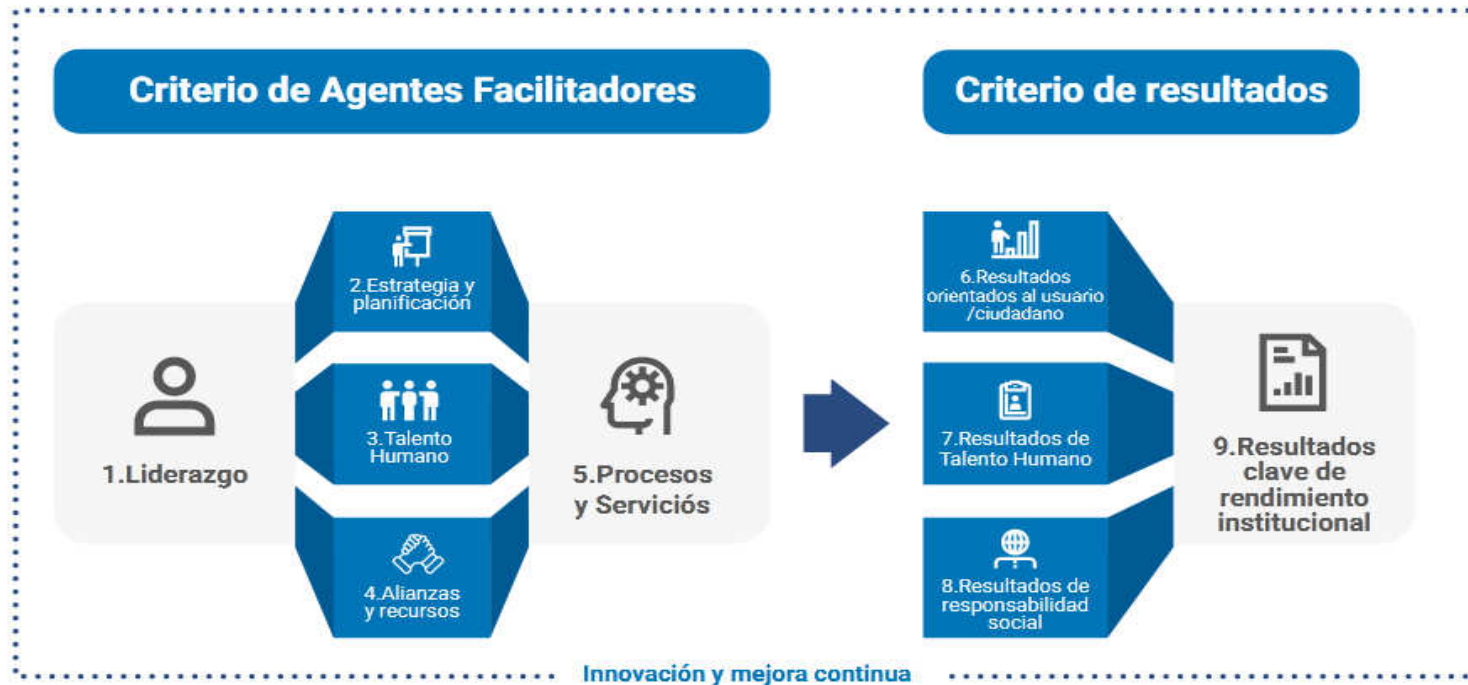 Criterio de Agentes Facilitadores
Criterio de resultados
1.Liderazgo
2.Estrategia y
planificación
3.Talento
Humano
4.Alianzas
y recursos
5.Procesos
y Serviciós
6.Resultados
orientados al usuario
/ciudadano
7.Resultados de
Talento Humano
8.Resultados de
responsabilidad
social
9.Resultados
clave de
rendimiento
institucional
Innovación y mejora continua